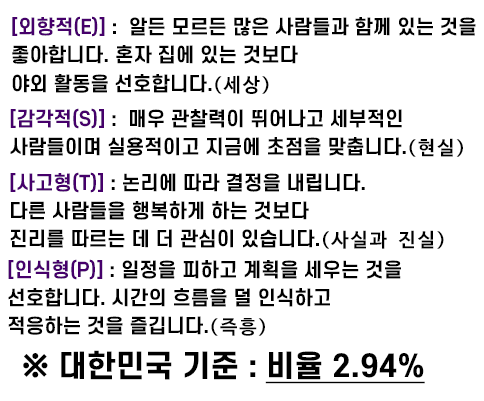 [외향적(E)] : 알든 모르든 많은 사람들과 함께 있는 것을
좋아합니다. 혼자 집에 있는 것보다
야외 활동을 선호합니다.(세상)
[감각적(S)] : 매우 관찰력이 뛰어나고 세부적인
사람들이며 실용적이고 지금에 초점을 맞춥니다.(현실)
[사고형(T)] : 논리에 따라 결정을 내립니다.
다른 사람들을 행복하게 하는 것보다
진리를 따르는 데 더 관심이 있습니다.(사실과 진실)
[인식형(P)] : 일정을 피하고 계획을 세우는 것을
선호합니다. 시간의 흐름을 덜 인식하고
적응하는 것을 즐깁니다.(즉흥)
※ 대한민국 기준 : 비율 2.94%